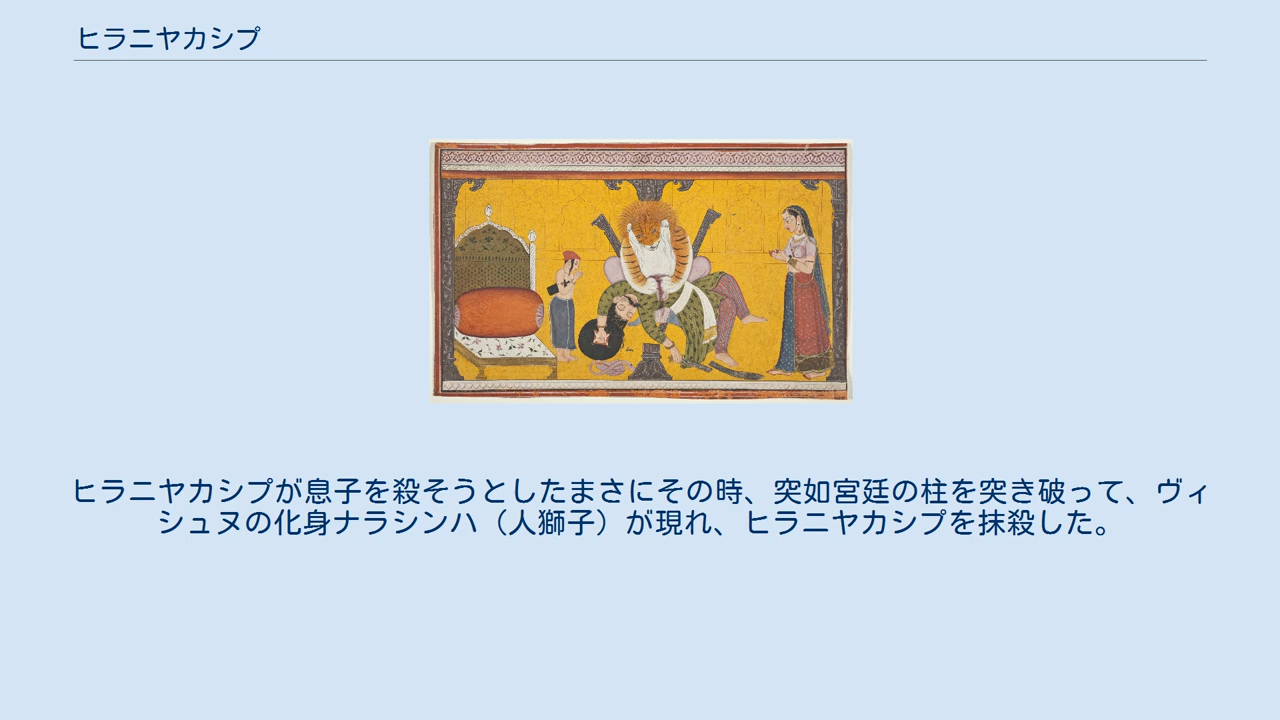 ヒラニヤカシプ
ヒラニヤカシプが息子を殺そうとしたまさにその時、突如宮廷の柱を突き破って、ヴィ
シュヌの化身ナラシンハ（人獅子）が現れ、ヒラニヤカシプを抹殺した。